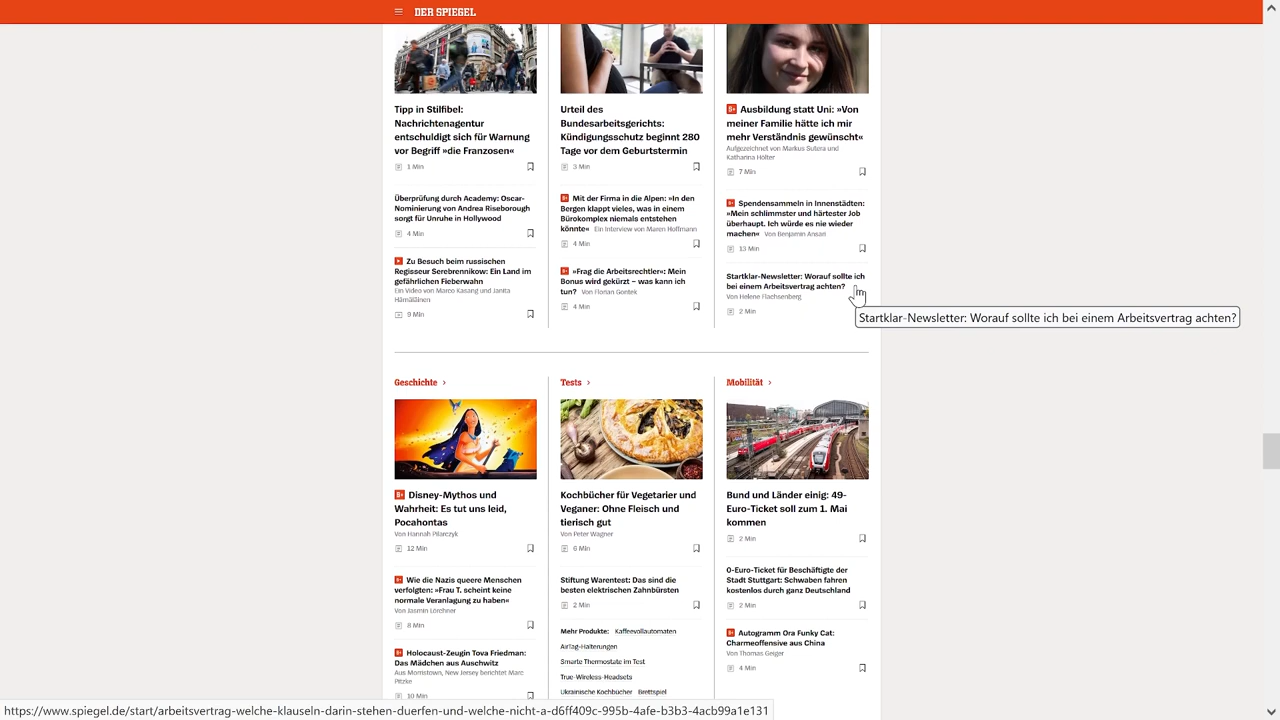 DER SPIEGEL
Tipp in Stilfibel:
Nachrichtenagentur
entschuldigt sich für Warnung
vor Begriff »die Franzosen«
1 Min
Überprüfung durch Academy: Oscar-
Nominierung von Andrea Riseborough
sorgt für Unruhe in Hollywood
4 Min
Zu Besuch beim russischen
Regisseur Serebrennikow: Ein Land im
gefährlichen Fieberwahn
Ein Video von Marco Kasang und Janita
Hämäläinen
9 Min
Urteil des
Bundesarbeitsgerichts:
Kündigungsschutz beginnt 280
Tage vor dem Geburtstermin
3 Min
S+ Mit der Firma in die Alpen: »In den
Bergen klappt vieles, was in einem
Bürokomplex niemals entstehen
könnte« Ein Interview von Maren Hoffmann
4 Min
S+ »Frag die Arbeitsrechtler«: Mein
Bonus wird gekürzt – was kann ich
tun? Von Florian Gontek
4 Min
S+ Ausbildung statt Uni: »Von
meiner Familie hätte ich mir
mehr Verständnis gewünscht«
Aufgezeichnet von Markus Sutera und
Katharina Hölter
7 Min
S+ Spendensammeln in Innenstädten:
»Mein schlimmster und härtester Job
überhaupt. Ich würde es nie wieder
machen« Von Benjamin Ansari
13 Min
Startklar-Newsletter: Worauf sollte ich
bei einem Arbeitsvertrag achten?
Von Helene Flachsenberg
2 Min
Startklar-Newsletter: Worauf sollte ich bei einem Arbeitsvertrag achten?
Geschichte
S+ Disney-Mythos und
Wahrheit: Es tut uns leid,
Pocahontas
Von Hannah Pilarczyk
12 Min
S+ Wie die Nazis queere Menschen
verfolgten: »Frau T. scheint keine
normale Veranlagung zu haben«
Von Jasmin Lörchner
8 Min
S+ Holocaust-Zeugin Tova Friedman:
Das Mädchen aus Auschwitz
Aus Morristown, New Jersey berichtet Marc
Pitzke
10 Min
Tests
Kochbücher für Vegetarier und
Veganer: Ohne Fleisch und
tierisch gut
Von Peter Wagner
6 Min
Stiftung Warentest: Das sind die
besten elektrischen Zahnbürsten
2 Min
Mehr Produkte: Kaffeevollautomaten
AirTag-Halterungen
Smarte Thermostate im Test
True-Wireless-Headsets
Ukrainische Kochbücher Brettspiel
Mobilität
Bund und Länder einig: 49-
Euro-Ticket soll zum 1. Mai
kommen
2 Min
0-Euro-Ticket für Beschäftigte der
Stadt Stuttgart: Schwaben fahren
kostenlos durch ganz Deutschland
2 Min
S+ Autogramm Ora Funky Cat:
Charmeoffensive aus China
Von Thomas Geiger
4 Min
https://www.spiegel.de/start/arbeitsvertrag-welche-klauseln-darin-stehen-duerfen-und-welche-nicht-a-d6ff409c-995b-4afe-b3b3-4acb99a1e131